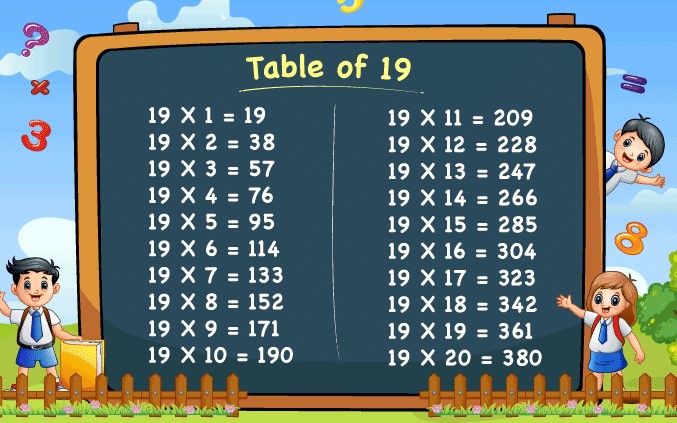 Table of 19
19 X 1 = 19
19 X 2 = 38
19 X 3 = 57
19 X 4 = 76
19 X 5 = 95
19 X 6 = 114
19 X 7 = 133
19 X 8 = 152
19 X 9 = 171
19 X 10 = 190
19 X 11 = 209
19 X 12 = 228
19 X 13 = 247
19 X 14 = 266
19 X 15 = 285
19 X 16 = 304
19 X 17 = 323
19 X 18 = 342
19 X 19 = 361
19 X 20 = 380
?
×
3
=
8